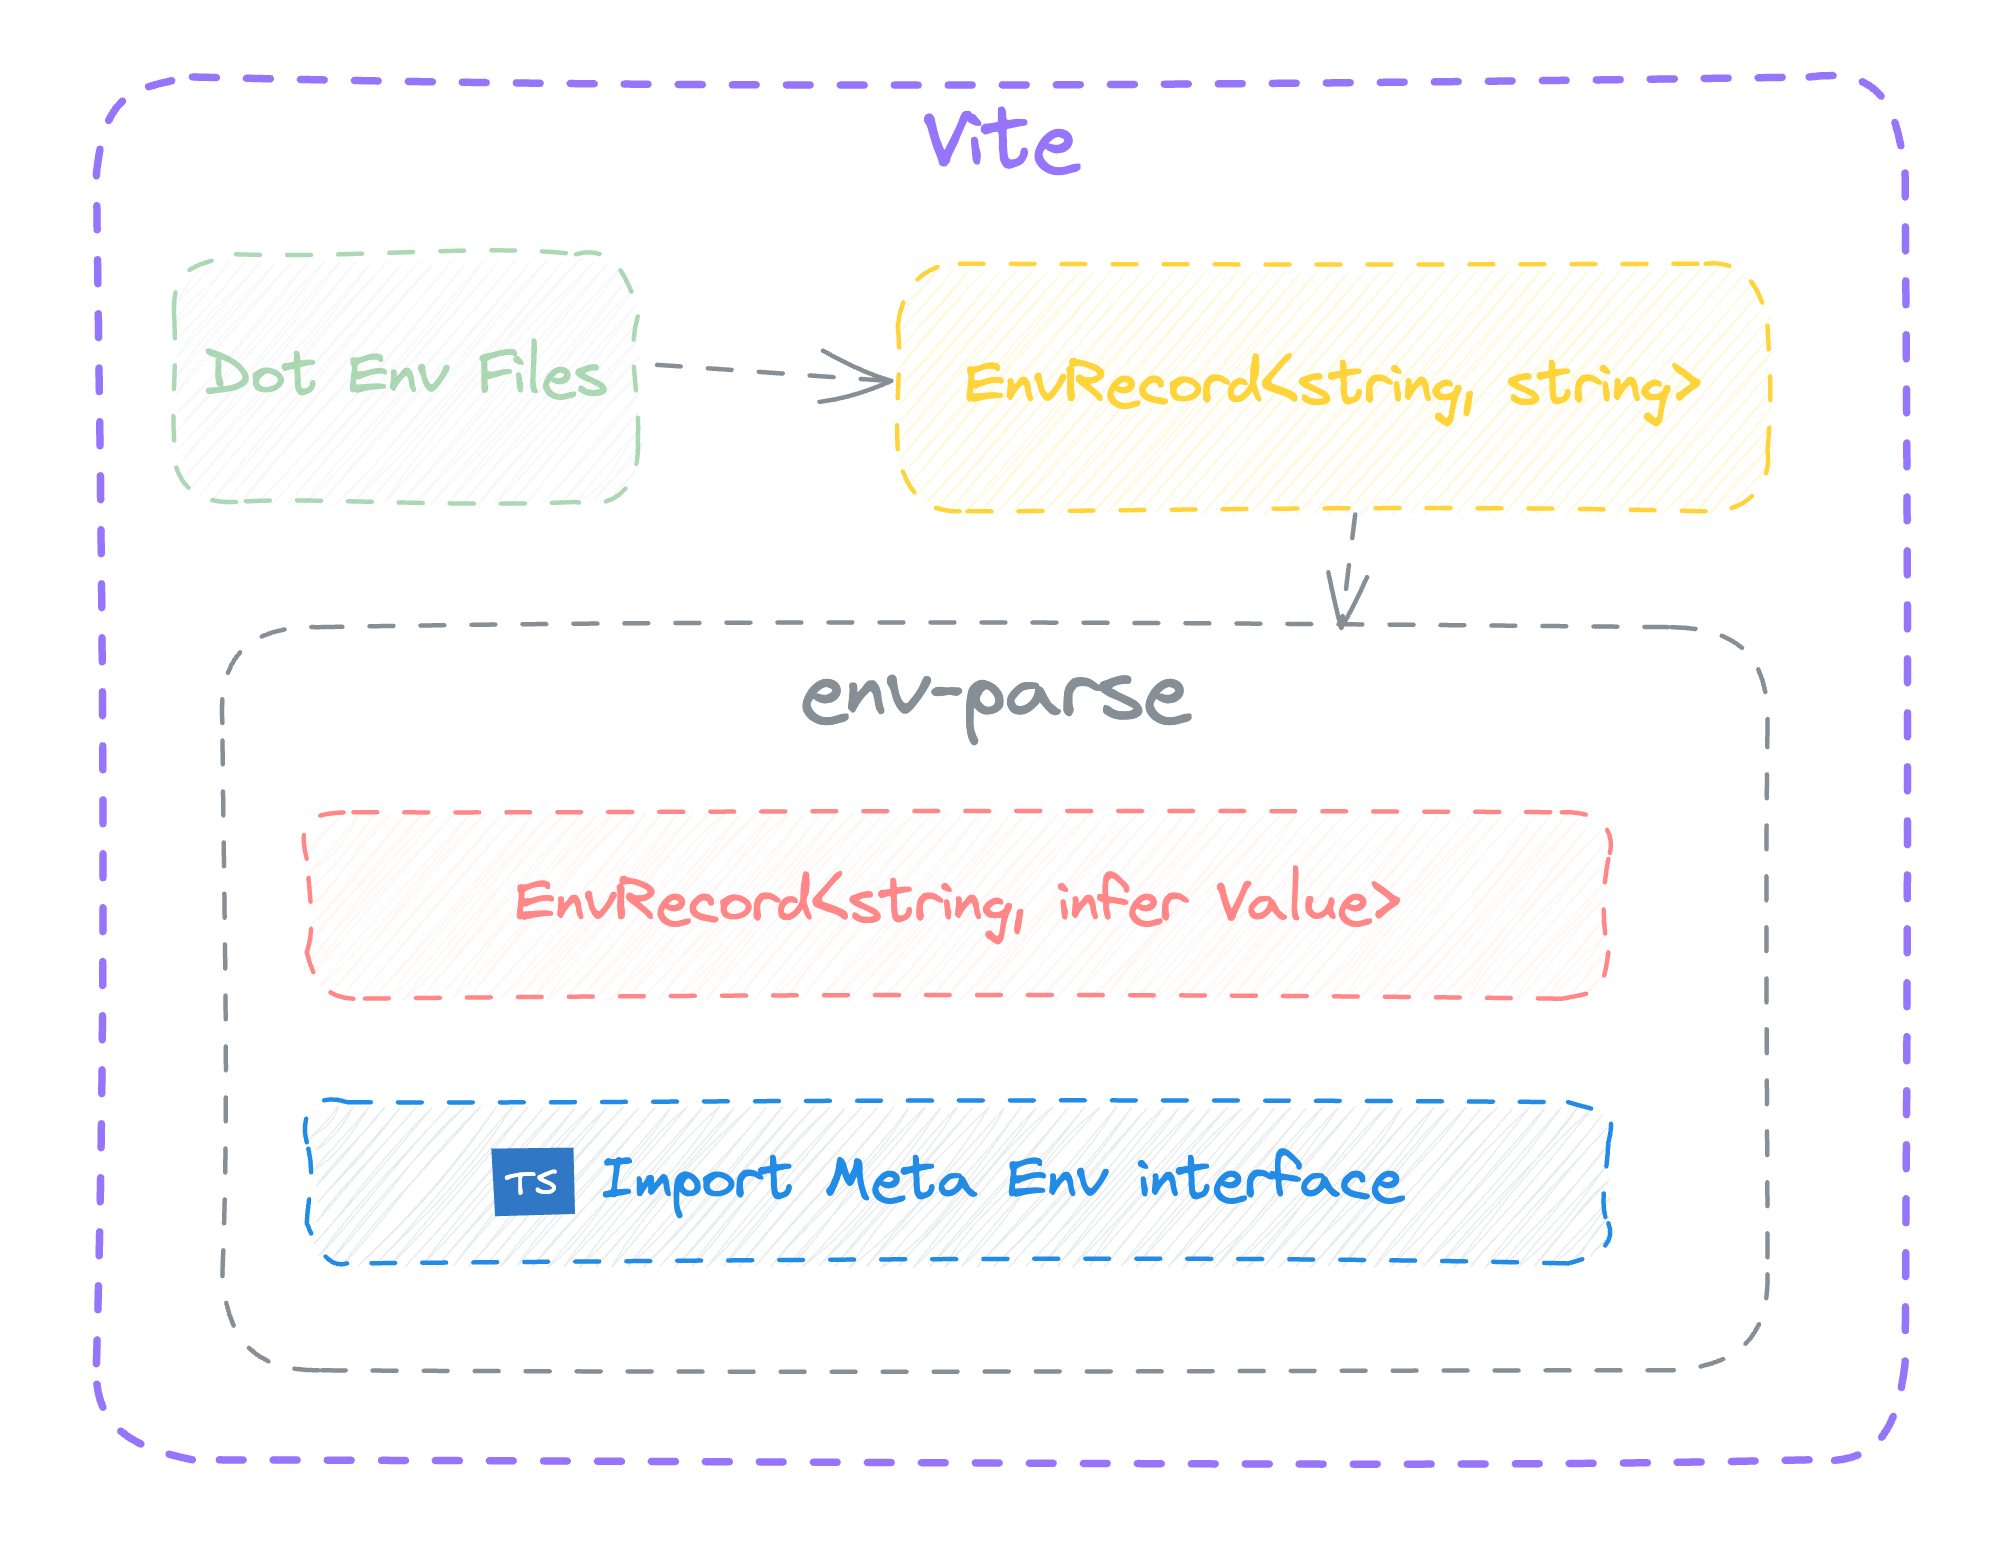 Vite
Dot Env Files
EnvRecord<string, string>
env-parse
EnvRecord<string, infer Value>
TS Import Meta Env interface